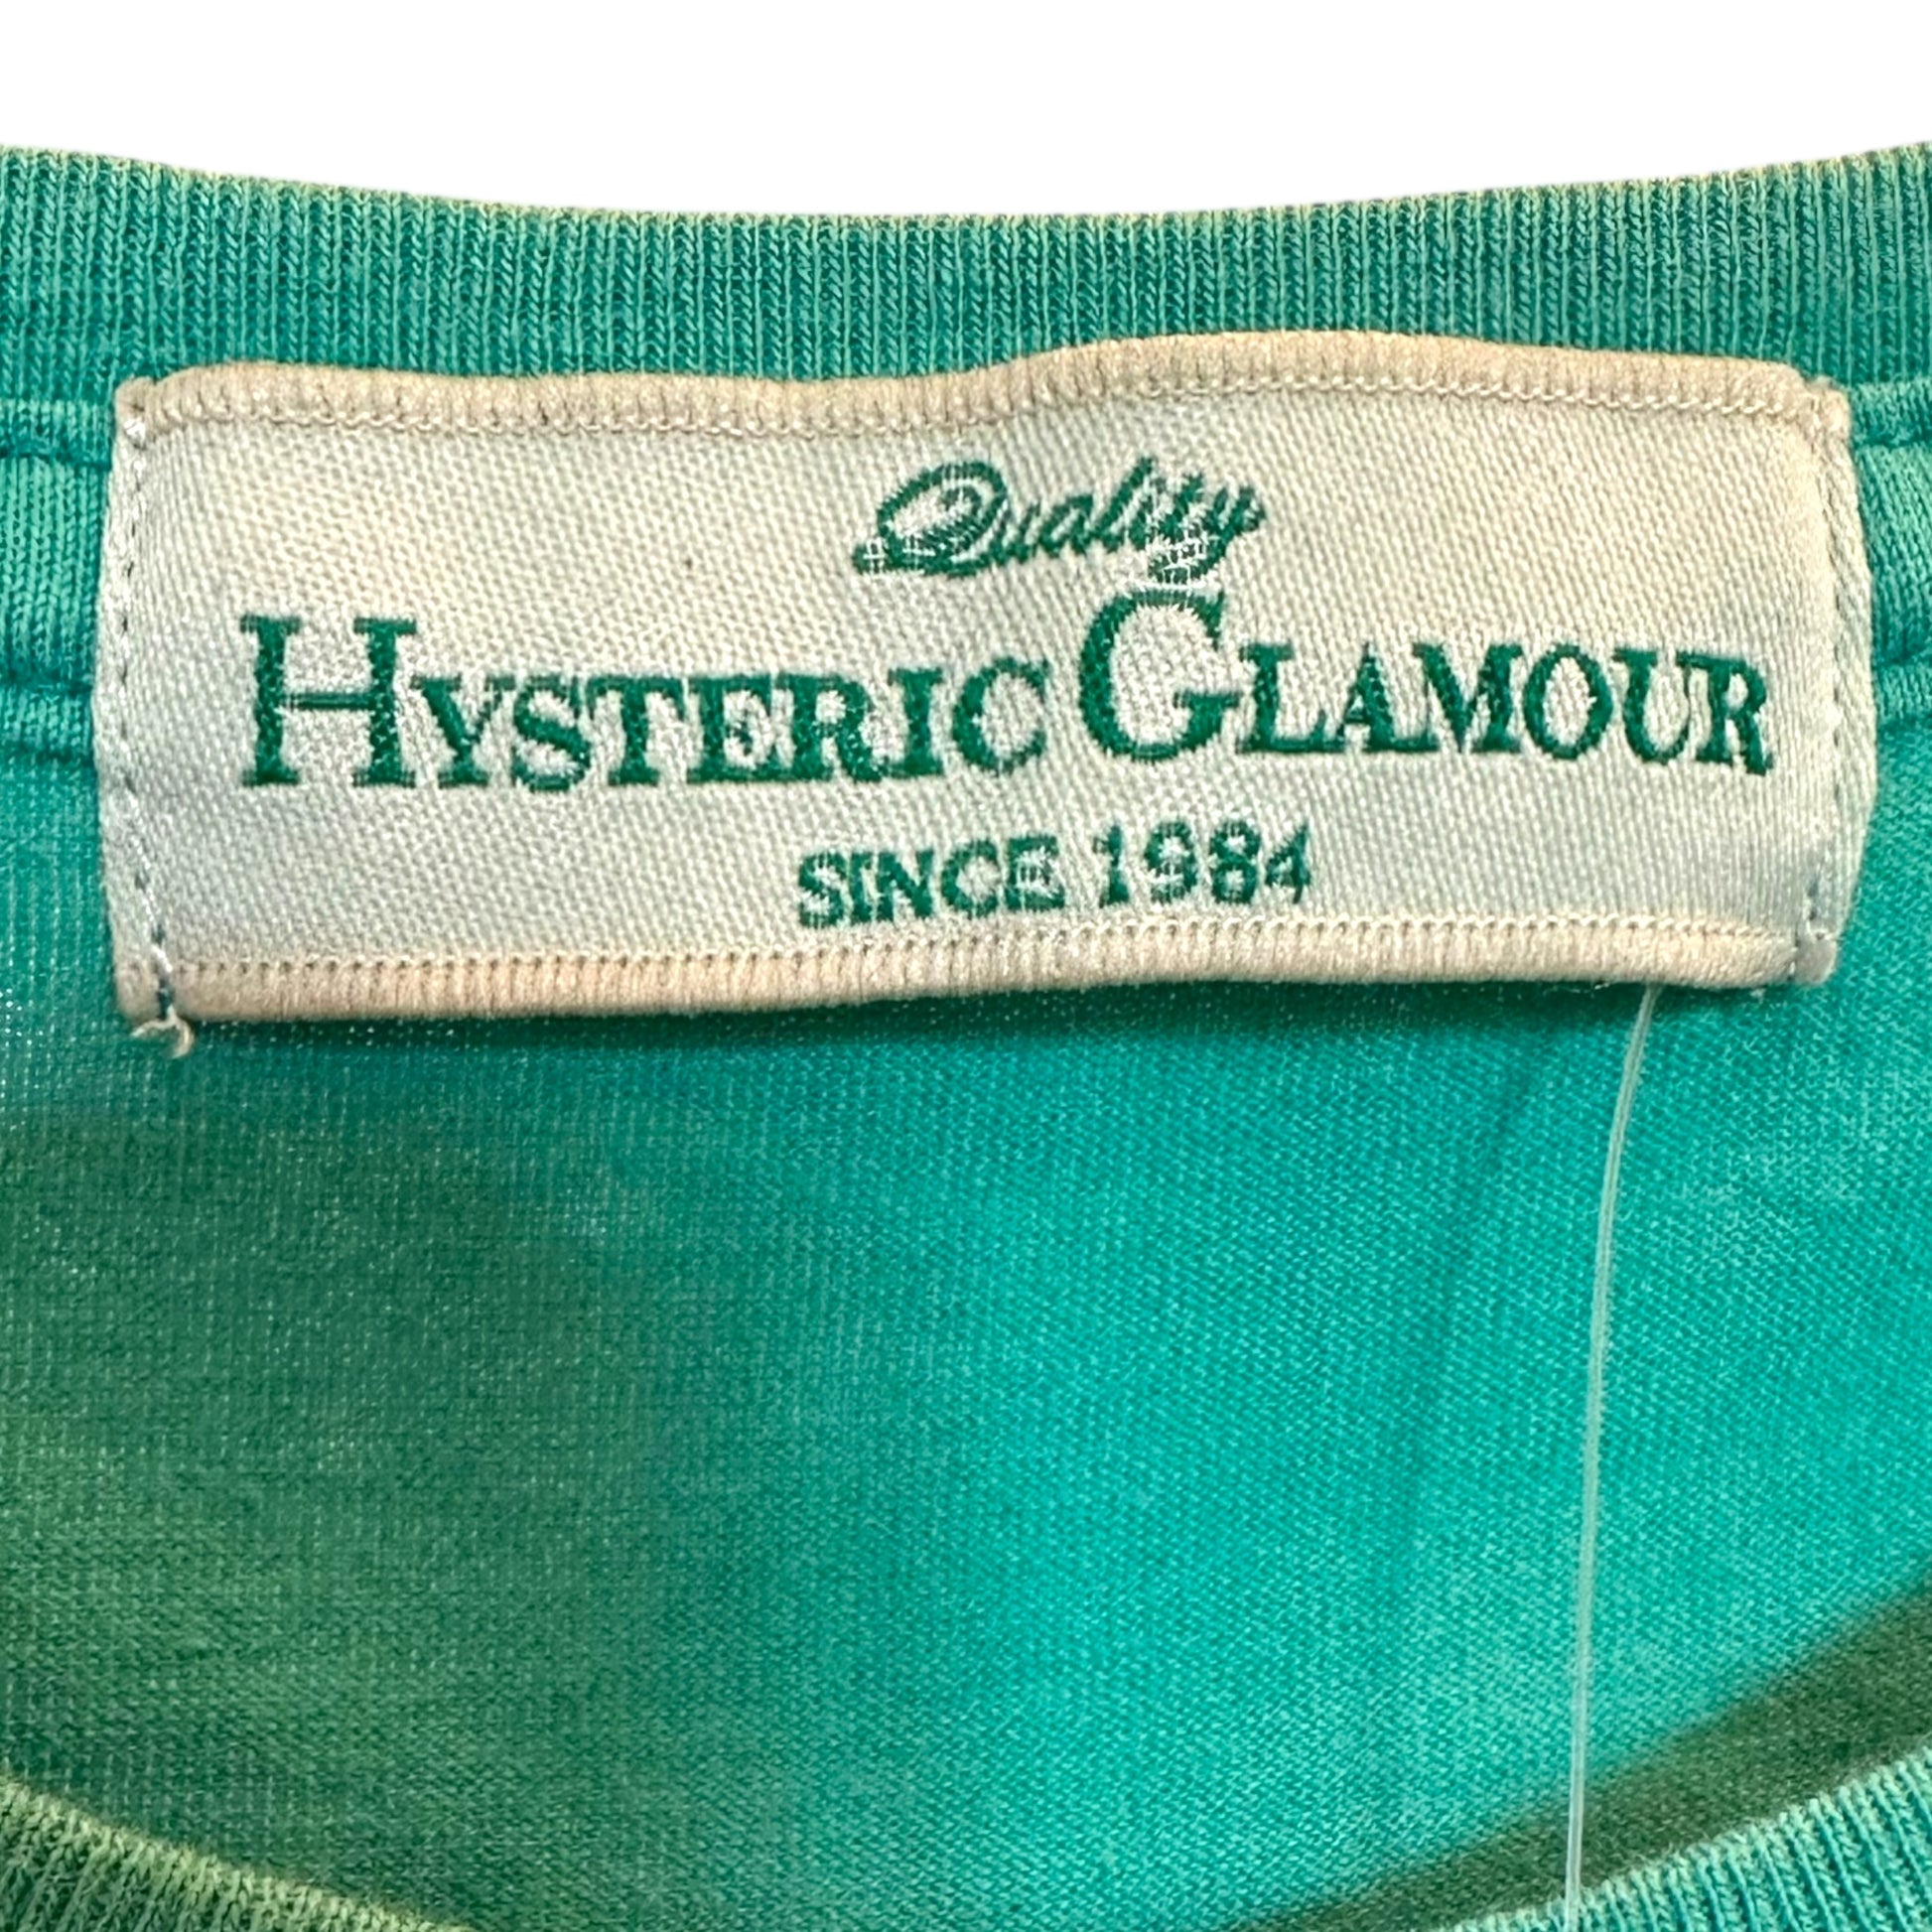 Quality
HYSTERIC GLAMOUR
SINCE 1984